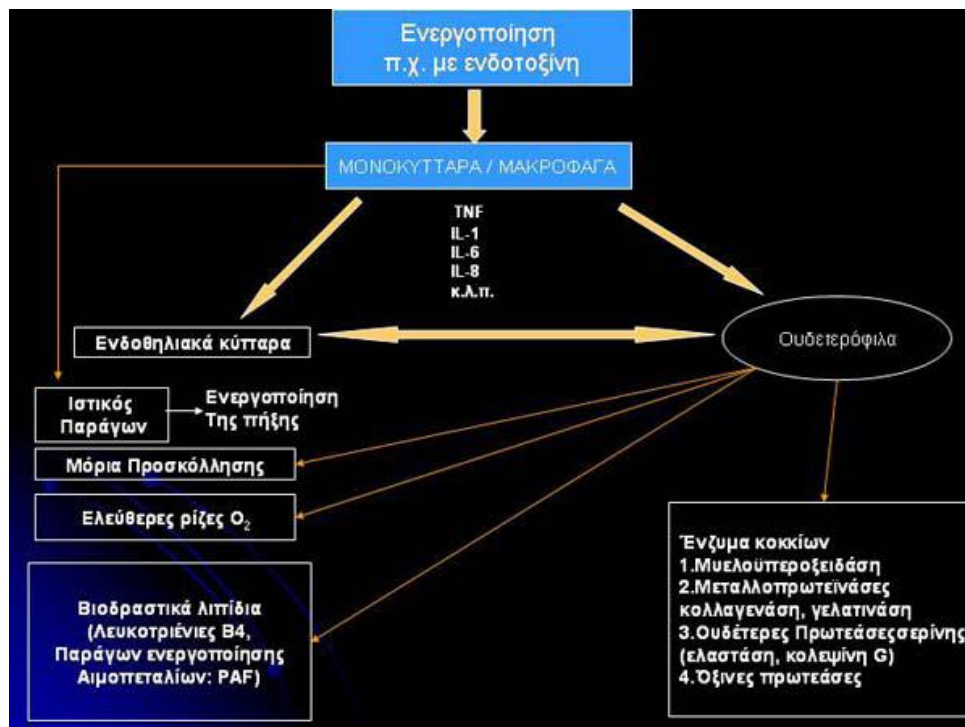 Ενεργοποίηση
π.χ. με ενδοτοξίνη
ΜΟΝΟΚΥΤΤΑΡΑ / ΜΑΚΡΟΦΑΓΑ
TNF
IL-1
IL-6
IL-8
κ.λ.π.
Ενδοθηλιακά κύτταρα
Ουδετερόφιλα
Ιστικός
Παράγων
Ενεργοποίηση
Της πήξης
Μόρια Προσκόλλησης
Ελεύθερες ρίζες O₂
Βιοδραστικά λιπίδια
(Λευκοτριένιες Β4,
Παράγων ενεργοποίησης
Αιμοπεταλίων: PAF)
Ένζυμα κοκκίων
1.Μυελοϋπεροξειδάση
2.Μεταλλοπρωτεϊνάσες
κολλαγενάση, γελατινάση
3.Ουδέτερες Πρωτεάσεςσερίνης
(ελαστάση, κολεψίνη G)
4.Όξινες πρωτεάσες